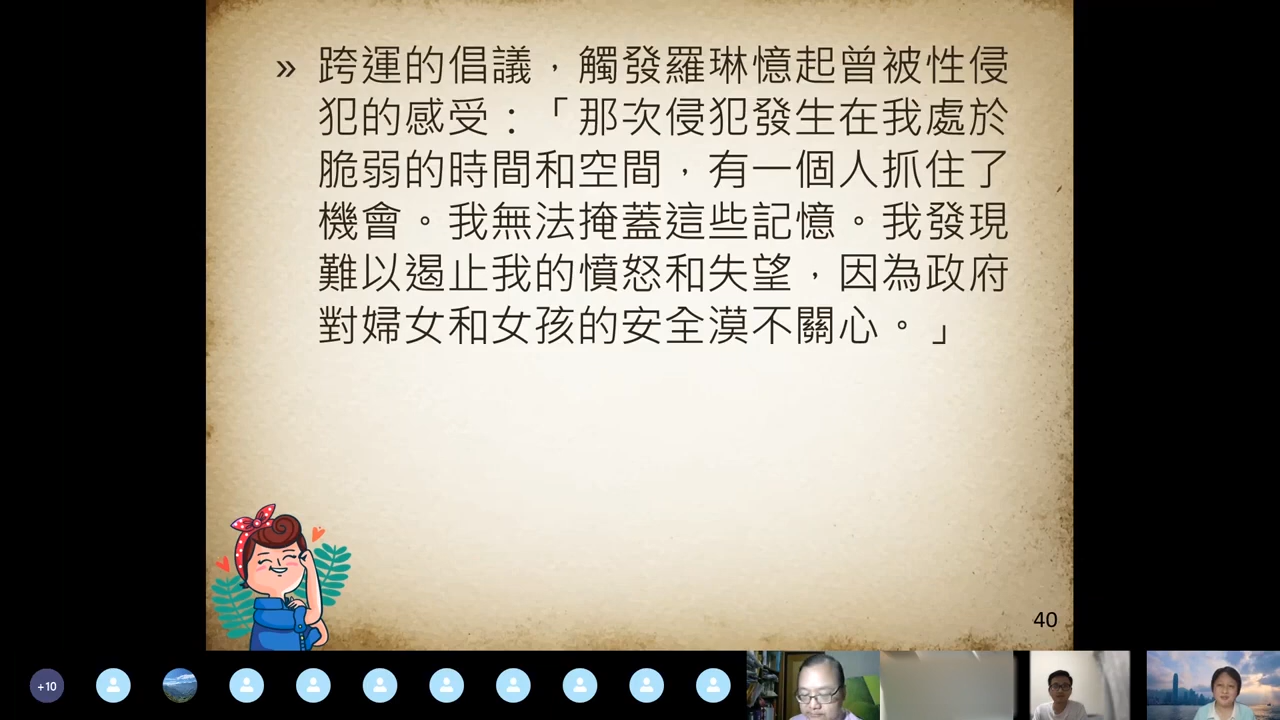 » 跨運的倡議，觸發羅琳憶起曾被性侵
犯的感受：「那次侵犯發生在我處於
脆弱的時間和空間，有一個人抓住了
機會。我無法掩蓋這些記憶。我發現
難以遏止我的憤怒和失望，因為政府
對婦女和女孩的安全漠不關心。」
40
+10